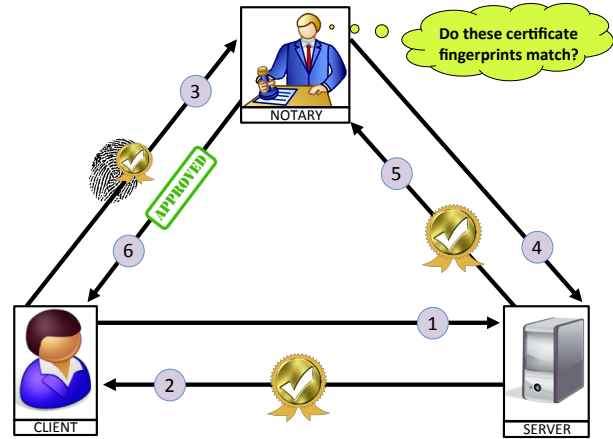 Do these certificate
fingerprints match?
3
NOTARY
APPROVED
5
6
4
1
2
CLIENT
SERVER